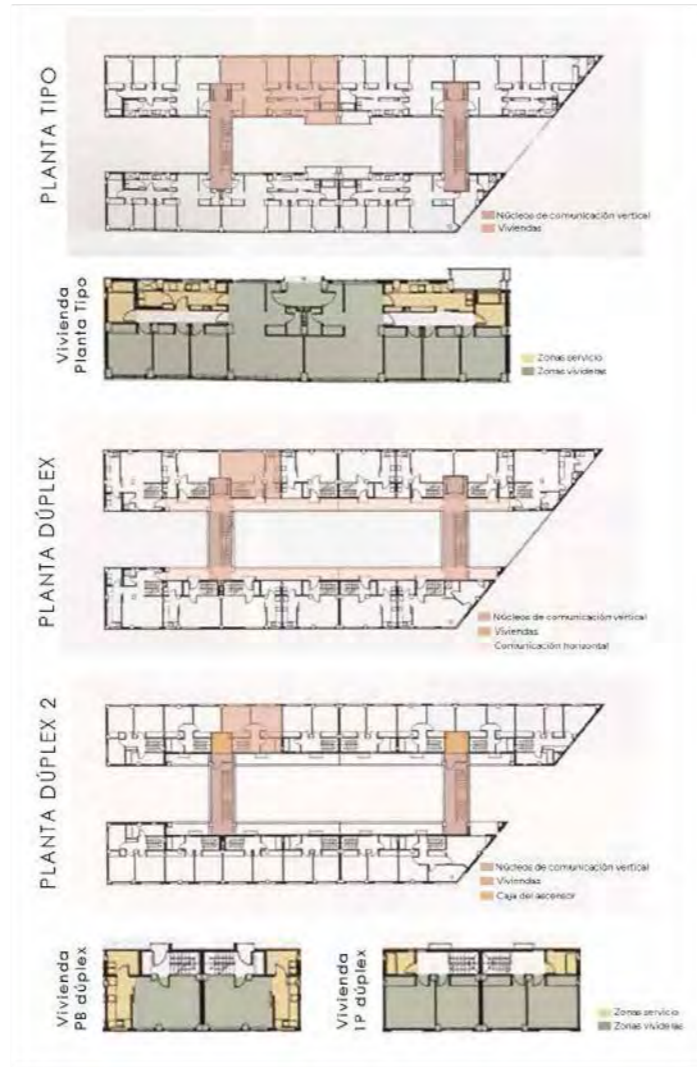 PLANTA TIPO
Núcleos de comunicación vertical
Viviendas
Vivienda
Planta Tipo
Zonas servicio
Zonas vivideras
PLANTA DÚPLEX
Núcleos de comunicación vertical
Viviendas
Comunicación horizontal
PLANTA DÚPLEX 2
Núcleos de comunicación vertical
Viviendas
Caja del ascensor
Vivienda
PB dúplex
Vivienda
1P dúplex
Zonas servicio
Zonas vivideras